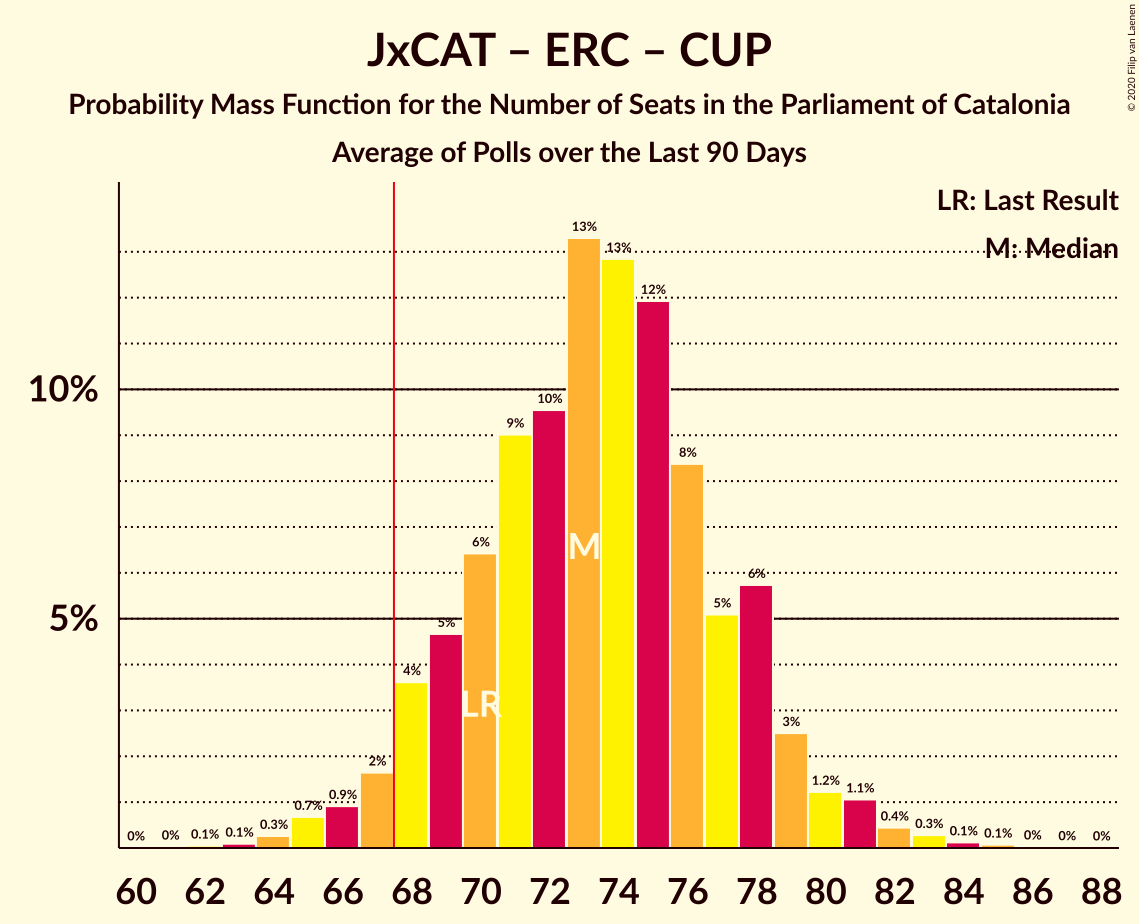 © 2020 Filip van Laenen
JxCAT – ERC – CUP
Probability Mass Function for the Number of Seats in the Parliament of Catalonia
Average of Polls over the Last 90 Days
LR: Last Result
M: Median
10%
5%
0% 0% 0.1% 0.1% 0.3% 0.7% 0.9% 2% 4% 5% 6% 9% 10% 13% 13% 12% 8% 5% 6% 3% 1.2% 1.1% 0.4% 0.3% 0.1% 0.1% 0% 0% 0%
M
LR
60 62 64 66 68 70 72 74 76 78 80 82 84 86 88